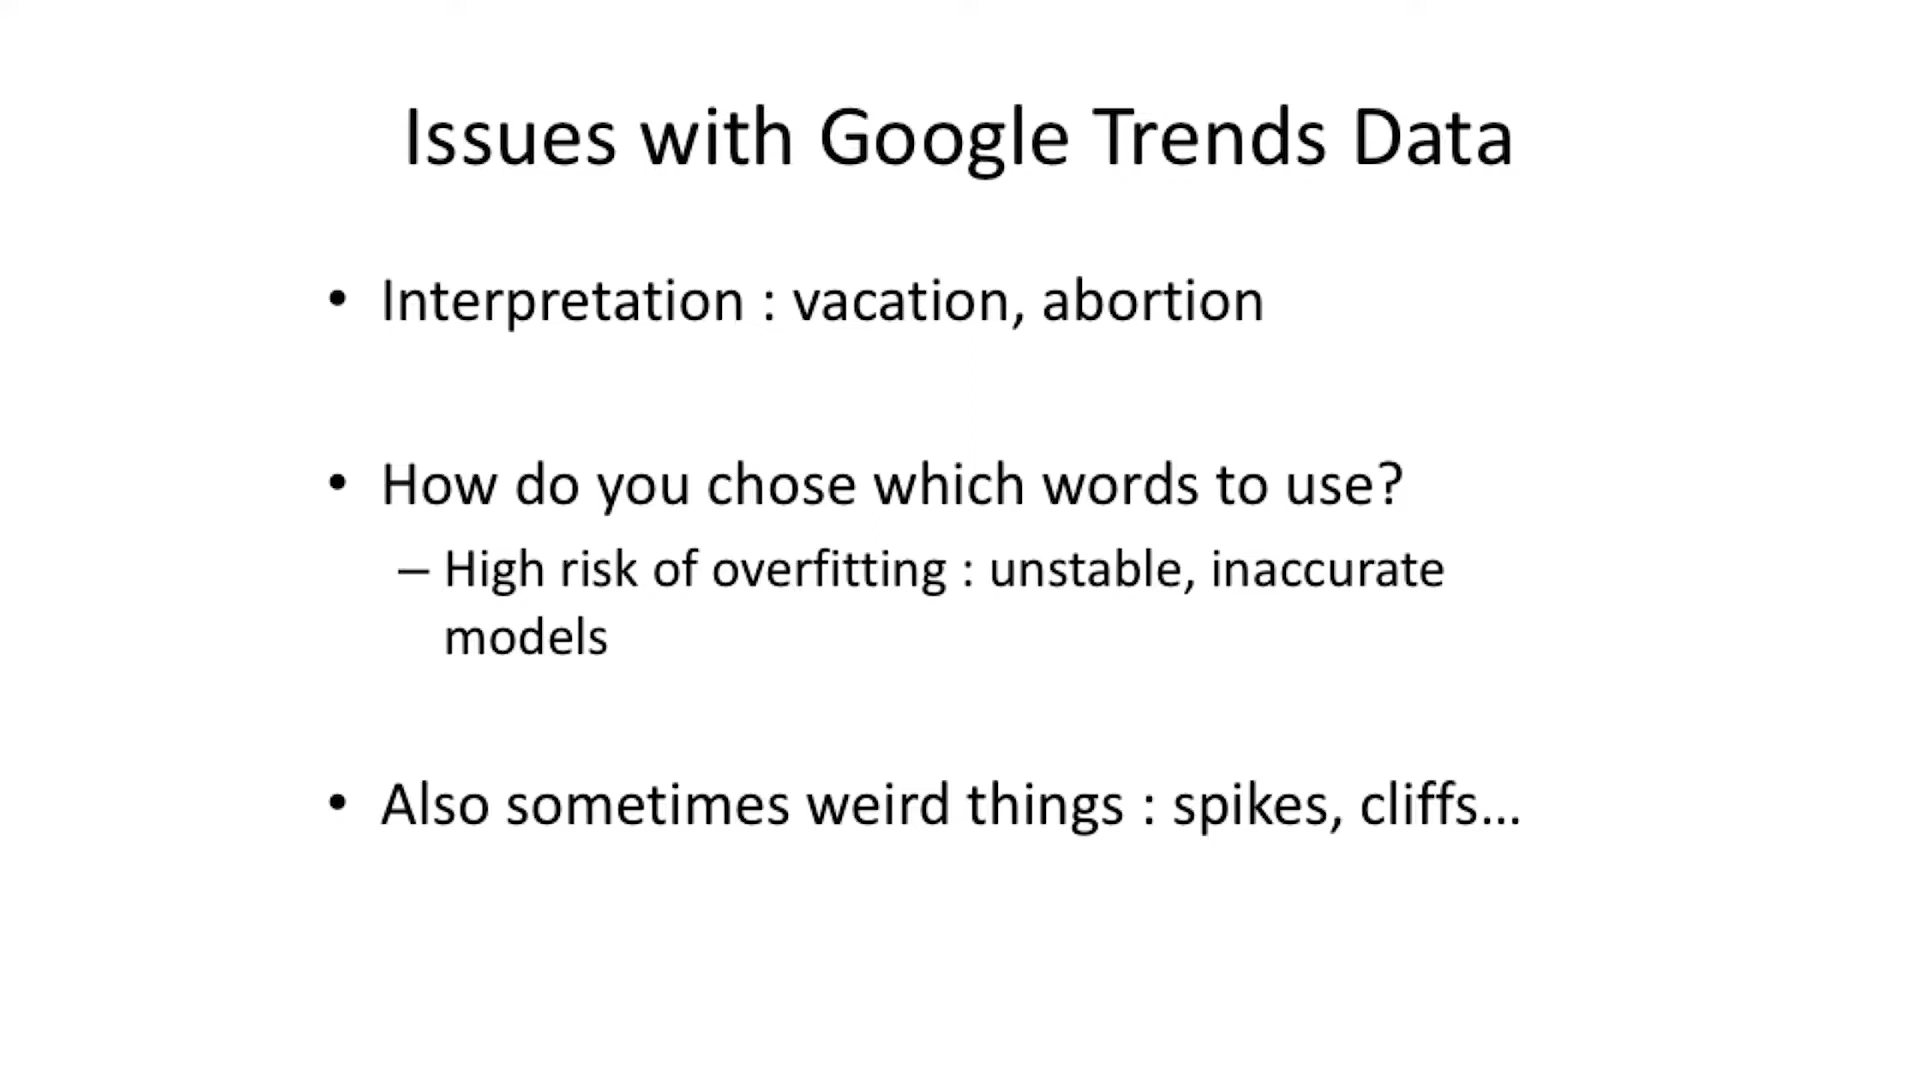 Issues with Google Trends Data
• Interpretation : vacation, abortion
• How do you chose which words to use?
– High risk of overfitting : unstable, inaccurate
models
• Also sometimes weird things : spikes, cliffs...